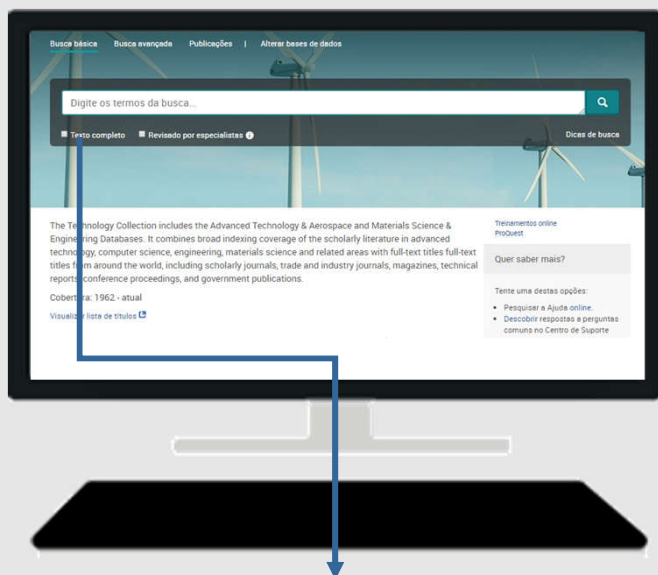 Busca básica Busca avançada Publicações | Alterar bases de dados
Digite os termos da busca...
Texto completo Revisado por especialistas
Dicas de busca
The Technology Collection includes the Advanced Technology & Aerospace and Materials Science &
Engineering Databases. It combines broad indexing coverage of the scholarly literature in advanced
technology, computer science, engineering, materials science and related areas with full-text titles full-text
titles from around the world, including scholarly journals, trade and industry journals, magazines, technical
reports, conference proceedings, and government publications.
Cobertura: 1962 - atual
Visualizar lista de títulos
Treinamentos online
ProQuest
Quer saber mais?
Tente uma destas opções:
• Pesquisar a Ajuda online.
• Descobrir respostas a perguntas
comuns no Centro de Suporte